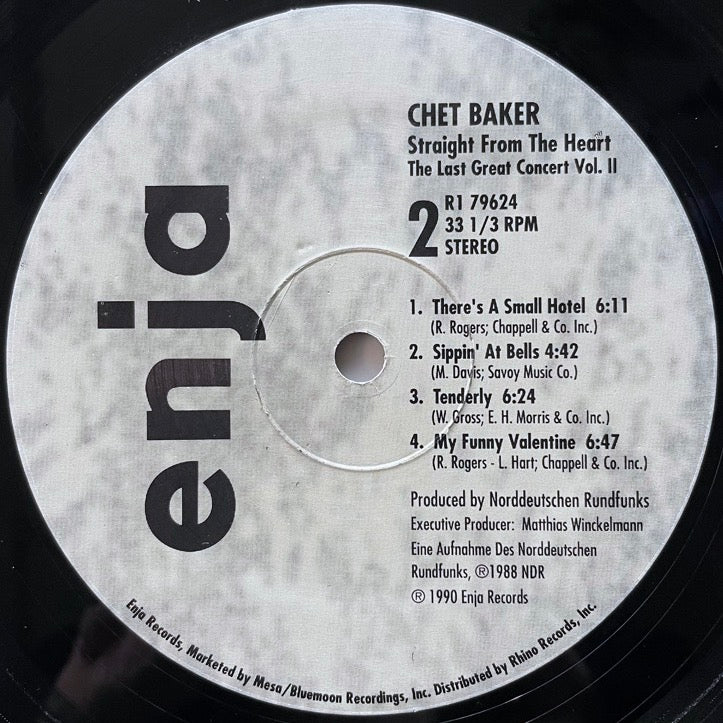 enja
CHET BAKER
Straight From The Heart
The Last Great Concert Vol. II
2
R1 79624
33 1/3 RPM
STEREO
1. There's A Small Hotel 6:11
(R. Rogers; Chappell & Co. Inc.)
2. Sippin' At Bells 4:42
(M. Davis; Savoy Music Co.)
3. Tenderly 6:24
(W. Gross; E. H. Morris & Co. Inc.)
4. My Funny Valentine 6:47
(R. Rogers - L. Hart; Chappell & Co. Inc.)
Produced by Norddeutschen Rundfunks
Executive Producer: Matthias Winckelmann
Eine Aufnahme Des Norddeutschen
Rundfunks, ℗1988 NDR
℗ 1990 Enja Records
Enja Records, Marketed by Mesa/Bluemoon Recordings, Inc. Distributed by Rhino Records, Inc.